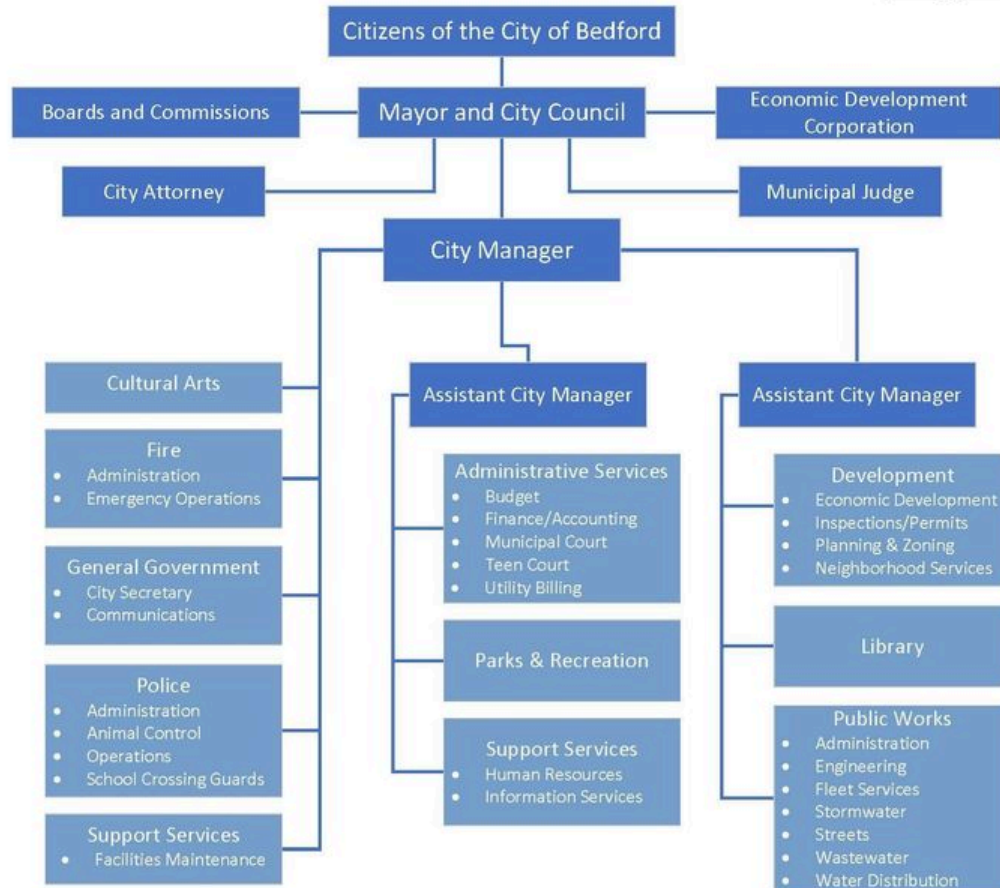 Citizens of the City of Bedford
Boards and Commissions
Mayor and City Council
Economic Development
Corporation
City Attorney
Municipal Judge
City Manager
Cultural Arts
Fire
• Administration
• Emergency Operations
General Government
• City Secretary
• Communications
Police
• Administration
• Animal Control
• Operations
• School Crossing Guards
Support Services
• Facilities Maintenance
Assistant City Manager
Administrative Services
• Budget
• Finance/Accounting
• Municipal Court
• Teen Court
• Utility Billing
Parks & Recreation
Support Services
• Human Resources
• Information Services
Assistant City Manager
Development
• Economic Development
• Inspections/Permits
• Planning & Zoning
• Neighborhood Services
Library
Public Works
• Administration
• Engineering
• Fleet Services
• Stormwater
• Streets
• Wastewater
• Water Distribution